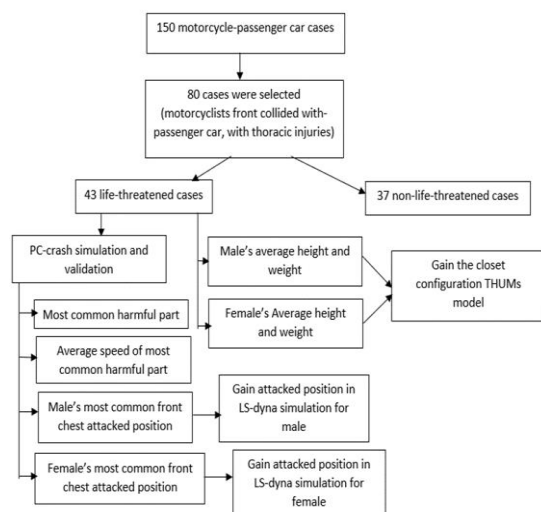 150 motorcycle-passenger car cases
80 cases were selected
(motorcyclists front collided with-
passenger car, with thoracic injuries)
43 life-threatened cases
37 non-life-threatened cases
PC-crash simulation and
validation
Male's average height and
weight
Gain the closet
configuration THUMs
model
Female's Average height
and weight
Most common harmful part
Average speed of most
common harmful part
Male's most common front
chest attacked position
Gain attacked position in
LS-dyna simulation for
male
Female's most common front
chest attacked position
Gain attacked position in
LS-dyna simulation for
female